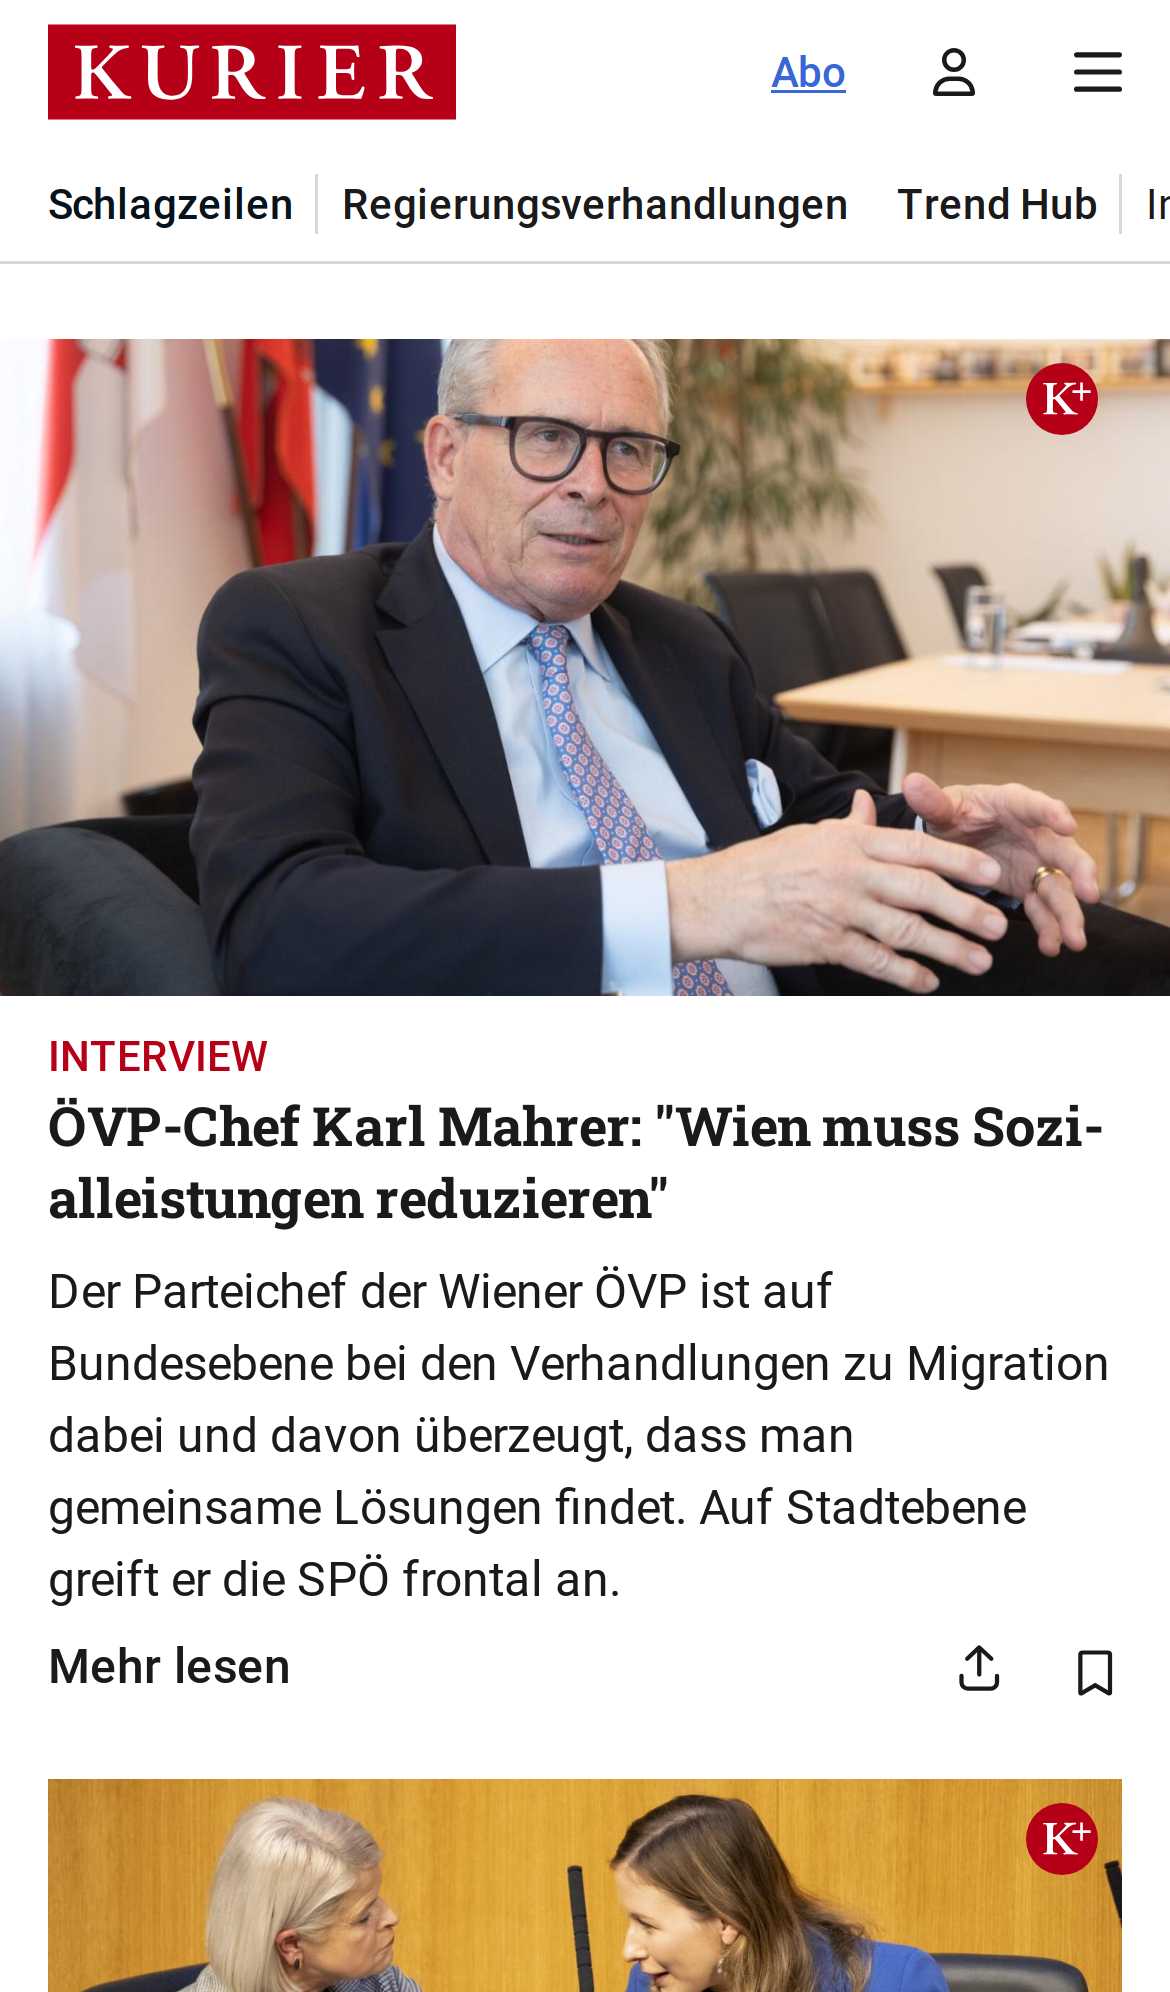 KURIER
Abo
Schlagzeilen
Regierungsverhandlungen
Trend Hub
K+
INTERVIEW
ÖVP-Chef Karl Mahrer: "Wien muss Sozi-
alleistungen reduzieren"
Der Parteichef der Wiener ÖVP ist auf
Bundesebene bei den Verhandlungen zu Migration
dabei und davon überzeugt, dass man
gemeinsame Lösungen findet. Auf Stadtebene
greift er die SPÖ frontal an.
Mehr lesen
K+